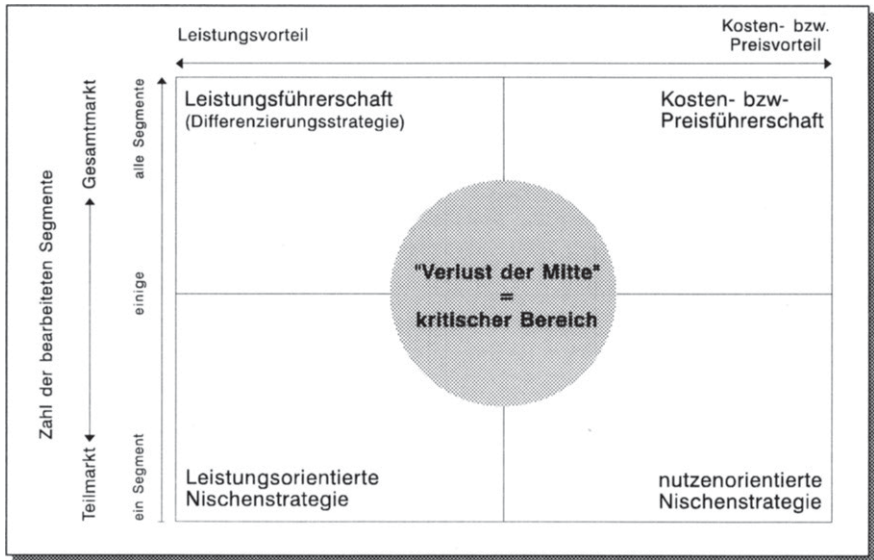 Leistungsvorteil
Kosten- bzw.
Preisvorteil
Zahl der bearbeiteten Segmente
Gesamtmarkt
Teilmarkt
alle Segmente
einige
ein Segment
Leistungsführerschaft
(Differenzierungsstrategie)
Kosten- bzw-
Preisführerschaft
"Verlust der Mitte"
=
kritischer Bereich
Leistungsorientierte
Nischenstrategie
nutzenorientierte
Nischenstrategie